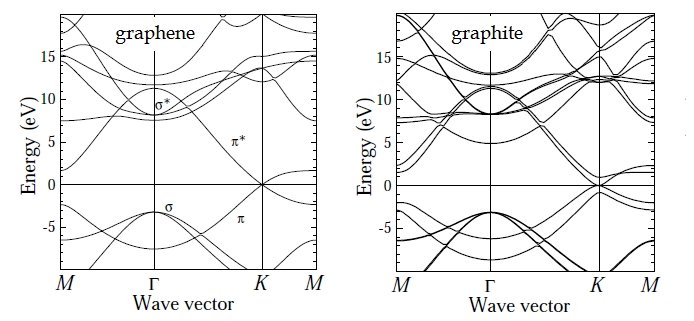 graphene
15
10
5
0
-5
Energy (eV)
σ*
π*
σ
π
M Γ K M
Wave vector
graphite
15
10
5
0
-5
Energy (eV)
M Γ K M
Wave vector